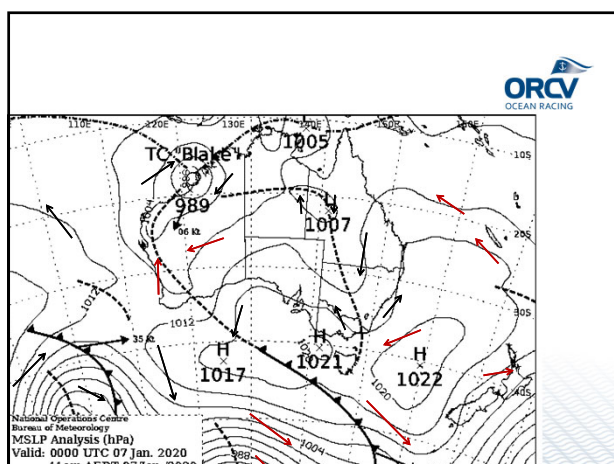 ORCV
OCEAN RACING
110E
120E
130E
140E
150E
160E
10S
TC "Blake"
1005
989
1004
06 Kt
1007
20S
1012
30S
1012
35 Kt
H
1017
H
1021
H
1022
1020
40S
National Operations Centre
Bureau of Meteorology
MSLP Analysis (hPa)
Valid: 0000 UTC 07 Jan. 2020
988
1004